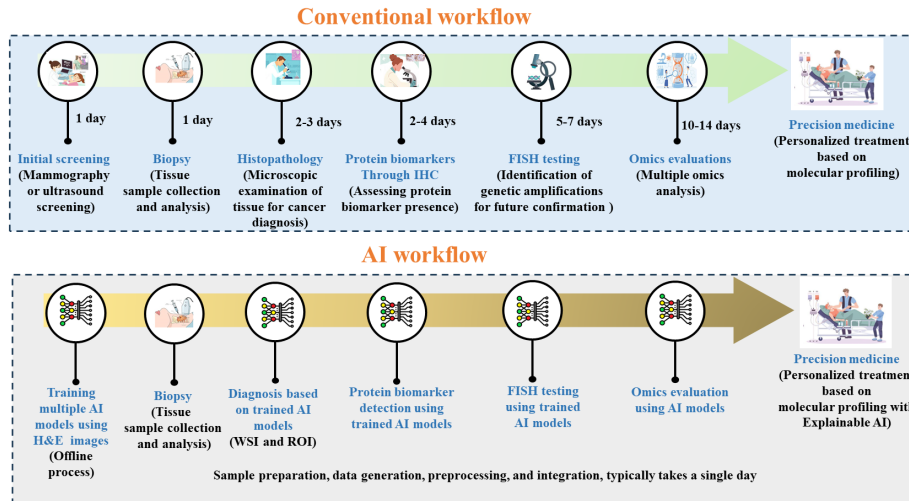 Conventional workflow
1 day
1 day
2-3 days
2-4 days
5-7 days
10-14 days
Initial screening
(Mammography
or ultrasound
screening)
Biopsy
(Tissue
sample collection
and analysis)
Histopathology
(Microscopic
examination of
tissue for cancer
diagnosis)
Protein biomarkers
Through IHC
(Assessing protein
biomarker presence)
FISH testing
(Identification of
genetic amplifications
for future confirmation )
Omics evaluations
(Multiple omics
analysis)
Precision medicine
(Personalized treatment
based on
molecular profiling)
AI workflow
Training
multiple AI
models using
H&E images
(Offline
process)
Biopsy
(Tissue
sample collection
and analysis)
Diagnosis based
on trained AI
models
(WSI and ROI)
Protein biomarker
detection using
trained AI models
FISH testing
using trained
AI models
Omics evaluation
using AI models
Precision medicine
(Personalized treatment
based on
molecular profiling with
Explainable AI)
Sample preparation, data generation, preprocessing, and integration, typically takes a single day